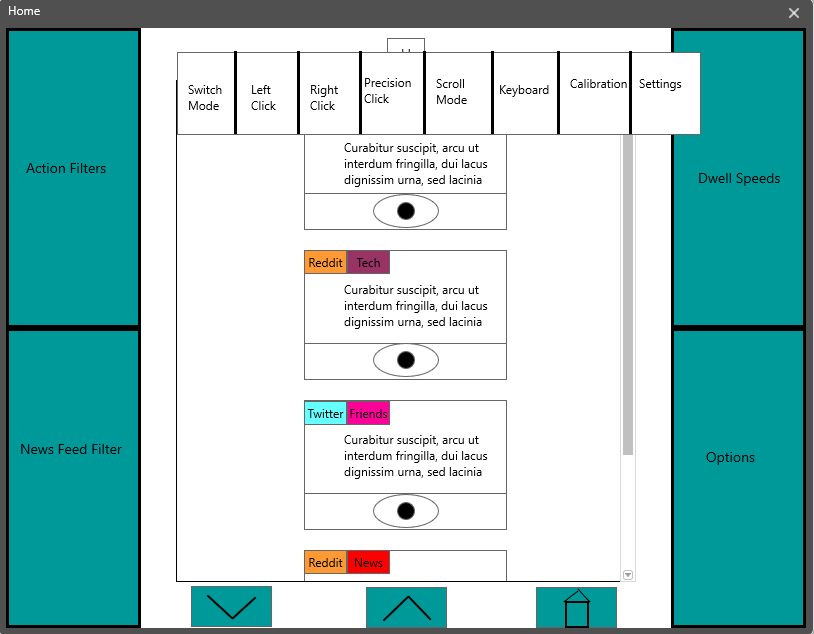 Home
Switch
Mode
Left
Click
Right
Click
Precision
Click
Scroll
Mode
Keyboard
Calibration
Settings
Action Filters
Dwell Speeds
News Feed Filter
Options
Curabitur suscipit, arcu ut
interdum fringilla, dui lacus
dignissim urna, sed lacinia
Reddit Tech
Curabitur suscipit, arcu ut
interdum fringilla, dui lacus
dignissim urna, sed lacinia
Twitter Friends
Curabitur suscipit, arcu ut
interdum fringilla, dui lacus
dignissim urna, sed lacinia
Reddit News